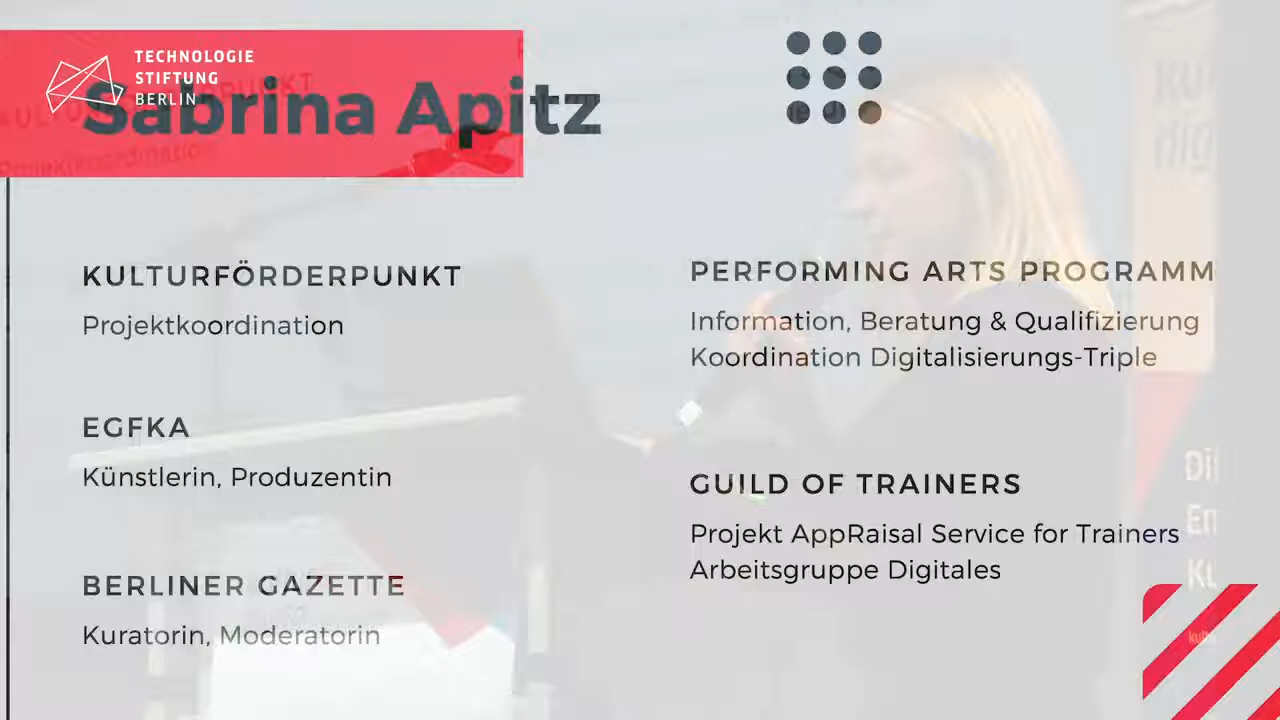 TECHNOLOGIE
STIFTUNG
BERLIN
Sabrina Apitz
KULTURFÖRDERPUNKT
Projektkoordination
EGFKA
Künstlerin, Produzentin
BERLINER GAZETTE
Kuratorin, Moderatorin
PERFORMING ARTS PROGRAMM
Information, Beratung & Qualifizierung
Koordination Digitalisierungs-Triple
GUILD OF TRAINERS
Projekt AppRaisal Service for Trainers
Arbeitsgruppe Digitales